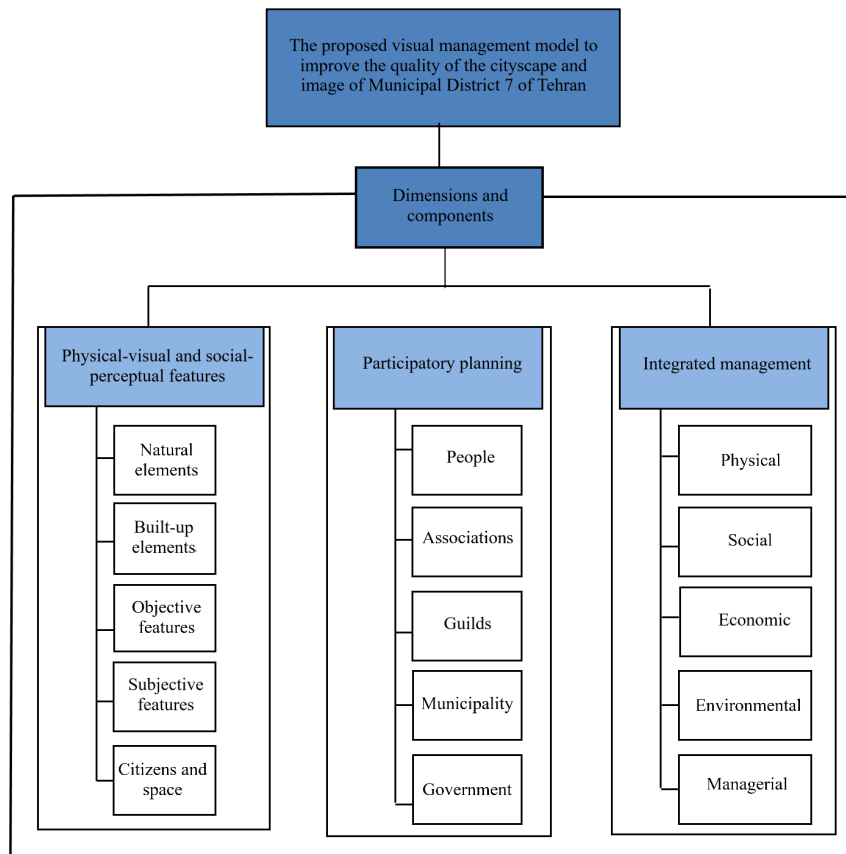 The proposed visual management model to
improve the quality of the cityscape and
image of Municipal District 7 of Tehran
Dimensions and
components
Physical-visual and social-
perceptual features
Natural
elements
Built-up
elements
Objective
features
Subjective
features
Citizens and
space
Participatory planning
People
Associations
Guilds
Municipality
Government
Integrated management
Physical
Social
Economic
Environmental
Managerial